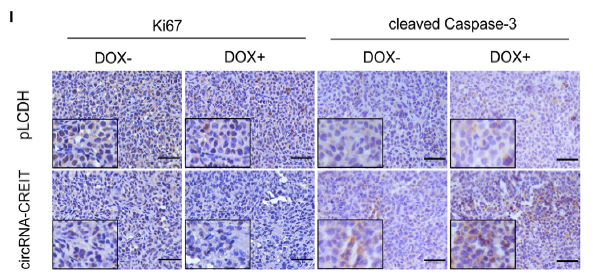 I
Ki67
cleaved Caspase-3
DOX-
DOX+
DOX-
DOX+
pLCDH
circRNA-CREIT